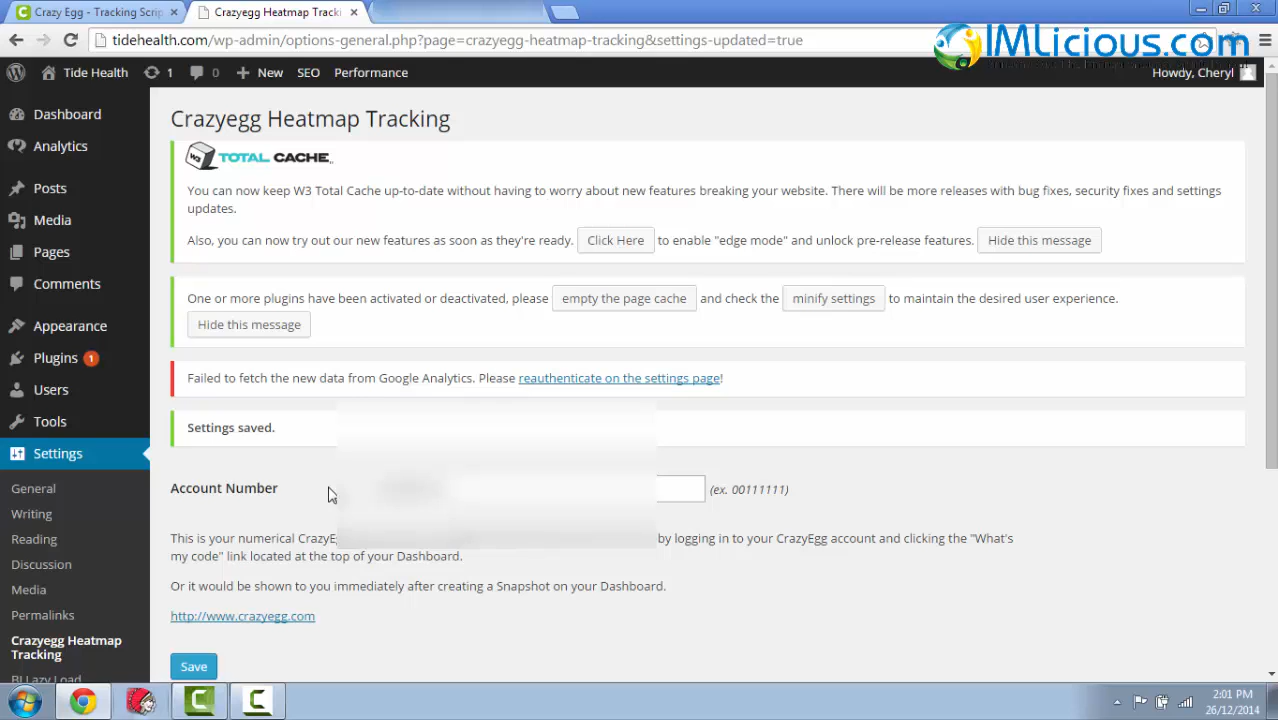 Crazy Egg - Tracking Scrip
Crazyegg Heatmap Tracki
tidehealth.com/wp-admin/options-general.php?page=crazyegg-heatmap-tracking&settings-updated=true
IMLicious.com
Tide Health 1 0 New SEO Performance Howdy, Cheryl
Dashboard
Analytics
Posts
Media
Pages
Comments
Appearance
Plugins 1
Users
Tools
Settings
General
Writing
Reading
Discussion
Media
Permalinks
Crazyegg Heatmap
Tracking
BJ Lazy Load
Crazyegg Heatmap Tracking
W3 TOTAL CACHE
You can now keep W3 Total Cache up-to-date without having to worry about new features breaking your website. There will be more releases with bug fixes, security fixes and settings
updates.
Also, you can now try out our new features as soon as they're ready. Click Here to enable "edge mode" and unlock pre-release features. Hide this message
One or more plugins have been activated or deactivated, please empty the page cache and check the minify settings to maintain the desired user experience.
Hide this message
Failed to fetch the new data from Google Analytics. Please reauthenticate on the settings page!
Settings saved.
Account Number (ex. 00111111)
This is your numerical by logging in to your CrazyEgg account and clicking the "What's
my code" link located at the top of your Dashboard.
Or it would be shown to you immediately after creating a Snapshot on your Dashboard.
http://www.crazyegg.com
Save
2:01 PM
26/12/2014